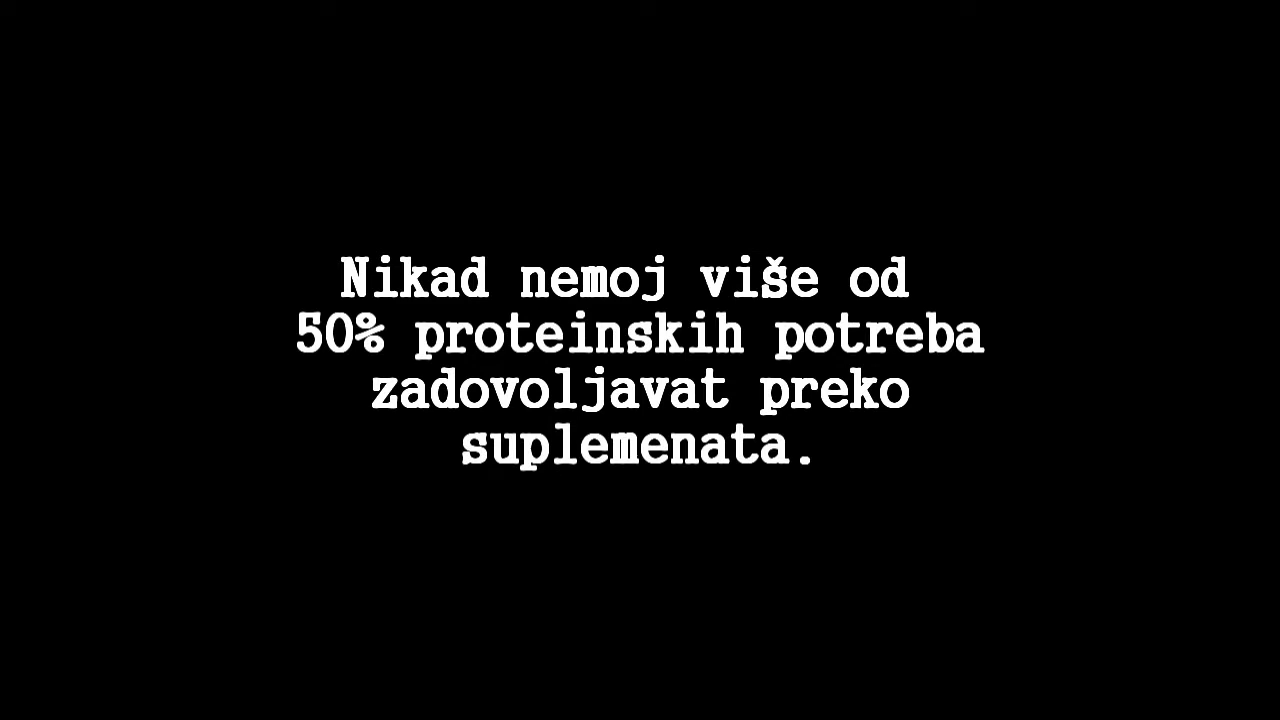 Nikad nemoj više od
50% proteinskih potreba
zadovoljavat preko
suplemenata.